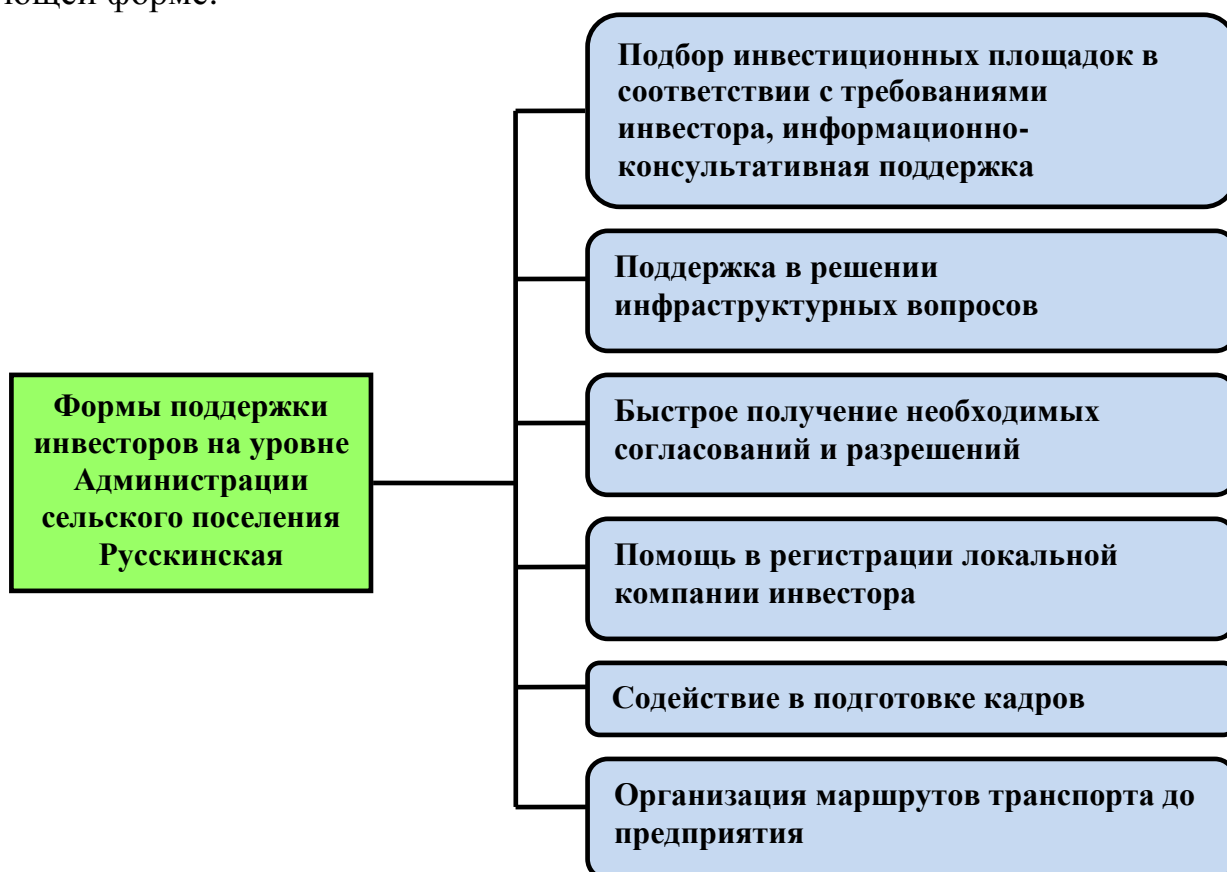 форме:
Подбор инвестиционных площадок в
соответствии с требованиями
инвестора, информационно-
консультативная поддержка
Поддержка в решении
инфраструктурных вопросов
Быстрое получение необходимых
согласований и разрешений
Формы поддержки
инвесторов на уровне
Администрации
сельского поселения
Русскинская
Помощь в регистрации локальной
компании инвестора
Содействие в подготовке кадров
Организация маршрутов транспорта до
предприятия